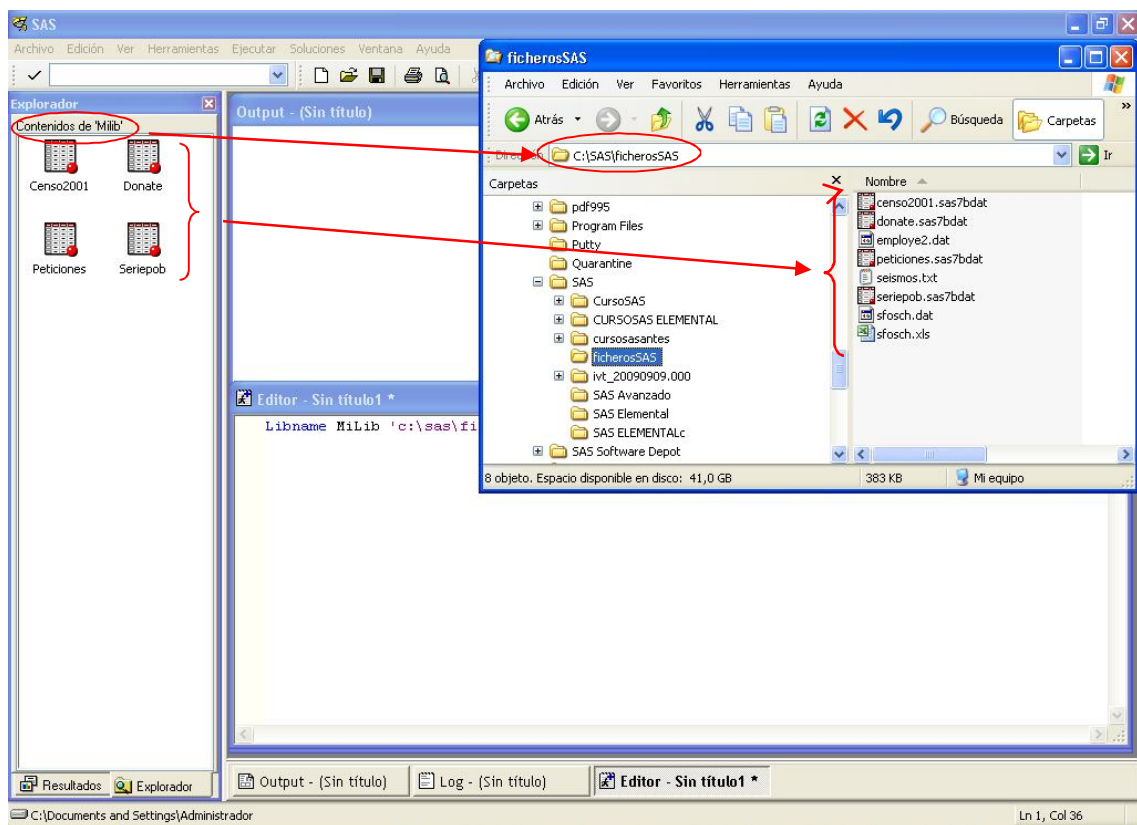 SAS
Archivo Edición Ver Herramientas Ejecutar Soluciones Ventana Ayuda
Explorador
Contenidos de 'Milib'
Censo2001 Donate
Peticiones Seriepob
Output - (Sin título)
Editor - Sin título1 *
Libname MiLib 'c:\sas\fi
ficherosSAS
Archivo Edición Ver Favoritos Herramientas Ayuda
Atrás Búsqueda Carpetas »
Dirección C:\SAS\ficherosSAS Ir
Carpetas
pdf995
Program Files
Putty
Quarantine
SAS
CursoSAS
CURSOSAS ELEMENTAL
cursosasantes
ficherosSAS
ivt_20090909.000
SAS Avanzado
SAS Elemental
SAS ELEMENTALc
SAS Software Depot
Nombre
censo2001.sas7bdat
donate.sas7bdat
employe2.dat
peticiones.sas7bdat
seismos.txt
seriepob.sas7bdat
sfosch.dat
sfosch.xls
8 objeto. Espacio disponible en disco: 41,0 GB 383 KB Mi equipo
Resultados Explorador
Output - (Sin título) Log - (Sin título) Editor - Sin título1 *
C:\Documents and Settings\Administrador Ln 1, Col 36